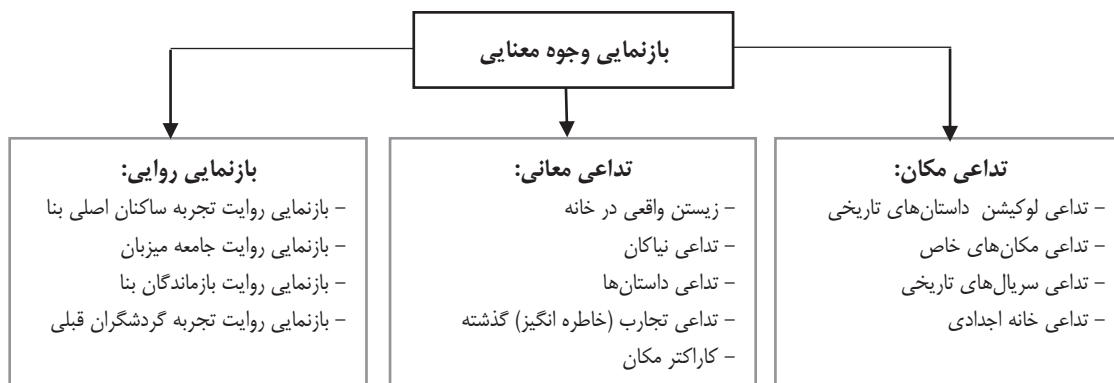 بازنمایی وجوه معنایی
تداعی مکان:
– تداعی لوکیشن داستان‌های تاریخی
– تداعی مکان‌های خاص
– تداعی سریال‌های تاریخی
– تداعی خانه اجدادی
تداعی معانی:
– زیستن واقعی در خانه
– تداعی نیاکان
– تداعی داستان‌ها
– تداعی تجارب (خاطره انگیز) گذشته
– کاراکتر مکان
بازنمایی روایی:
– بازنمایی روایت تجربه ساکنان اصلی بنا
– بازنمایی روایت جامعه میزبان
– بازنمایی روایت بازماندگان بنا
– بازنمایی روایت تجربه گردشگران قبلی